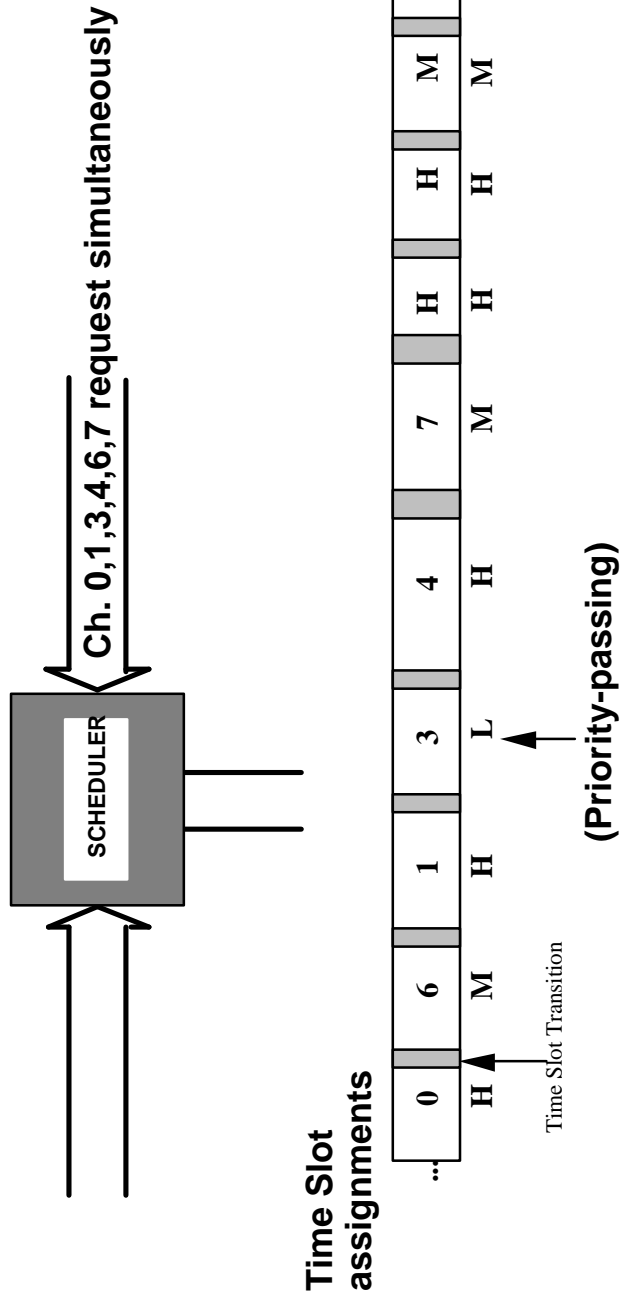 SCHEDULER
Ch. 0,1,3,4,6,7 request simultaneously
Time Slot
assignments
... 0 6 1 3 4 7 H H M
H M H L H M H H M
Time Slot Transition
(Priority-passing)